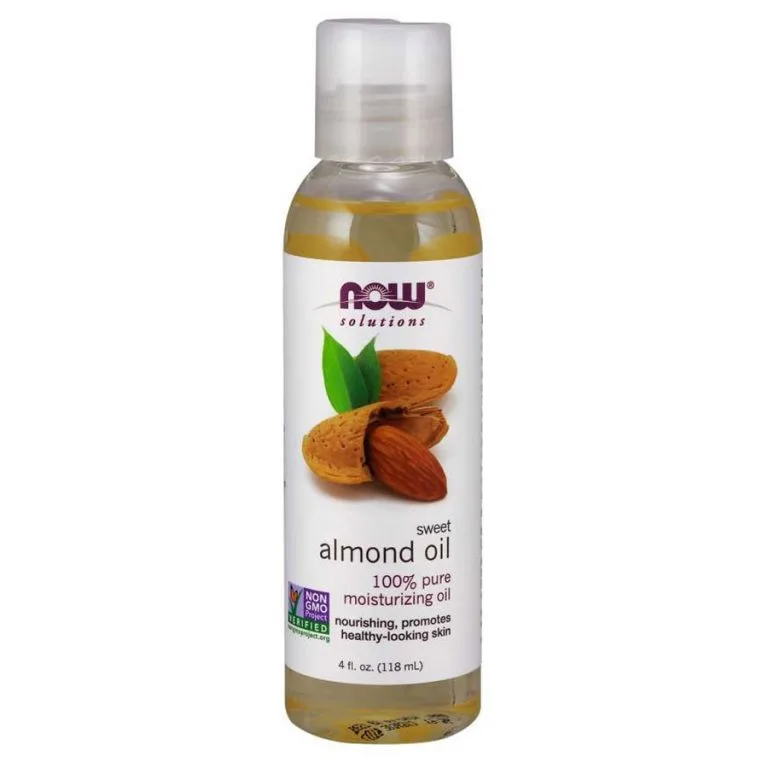 NOW®
solutions
sweet
almond oil
100% pure
moisturizing oil
nourishing, promotes
healthy-looking skin
NON
GMO
Project
VERIFIED
nongmoproject.org
4 fl. oz. (118 mL)